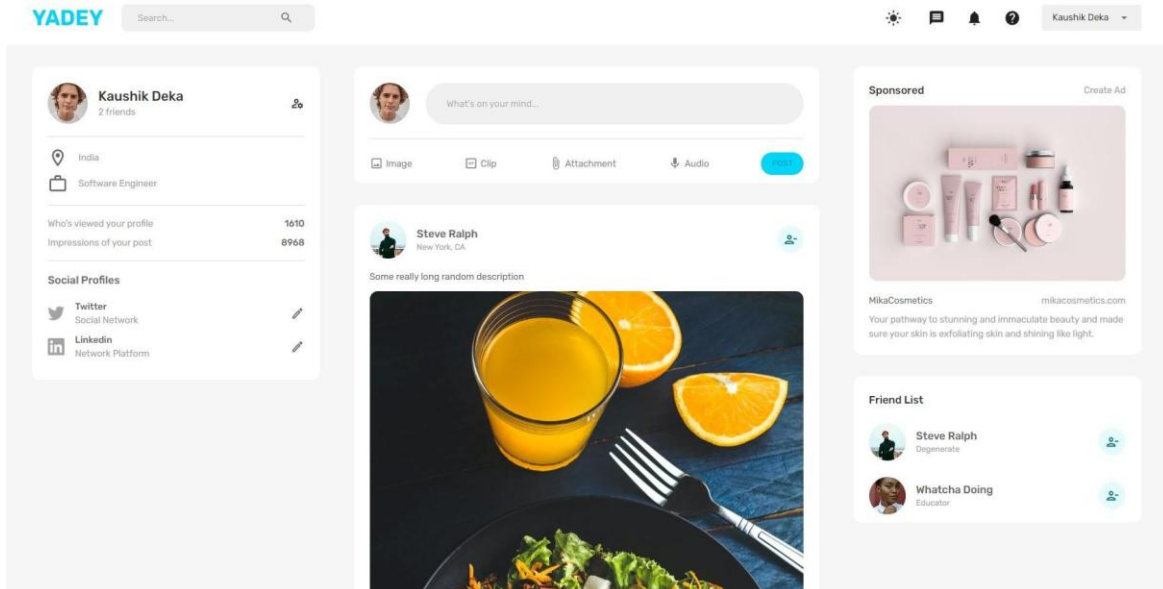 YADEY
Search...
Kaushik Deka
Kaushik Deka
2 friends
India
Software Engineer
Who's viewed your profile 1610
Impressions of your post 8968
Social Profiles
Twitter
Social Network
Linkedin
Network Platform
What's on your mind...
Image Clip Attachment Audio POST
Steve Ralph
New York, CA
Some really long random description
Sponsored Create Ad
MikaCosmetics mikacosmetics.com
Your pathway to stunning and immaculate beauty and made
sure your skin is exfoliating skin and shining like light.
Friend List
Steve Ralph
Degenerate
Whatcha Doing
Educator